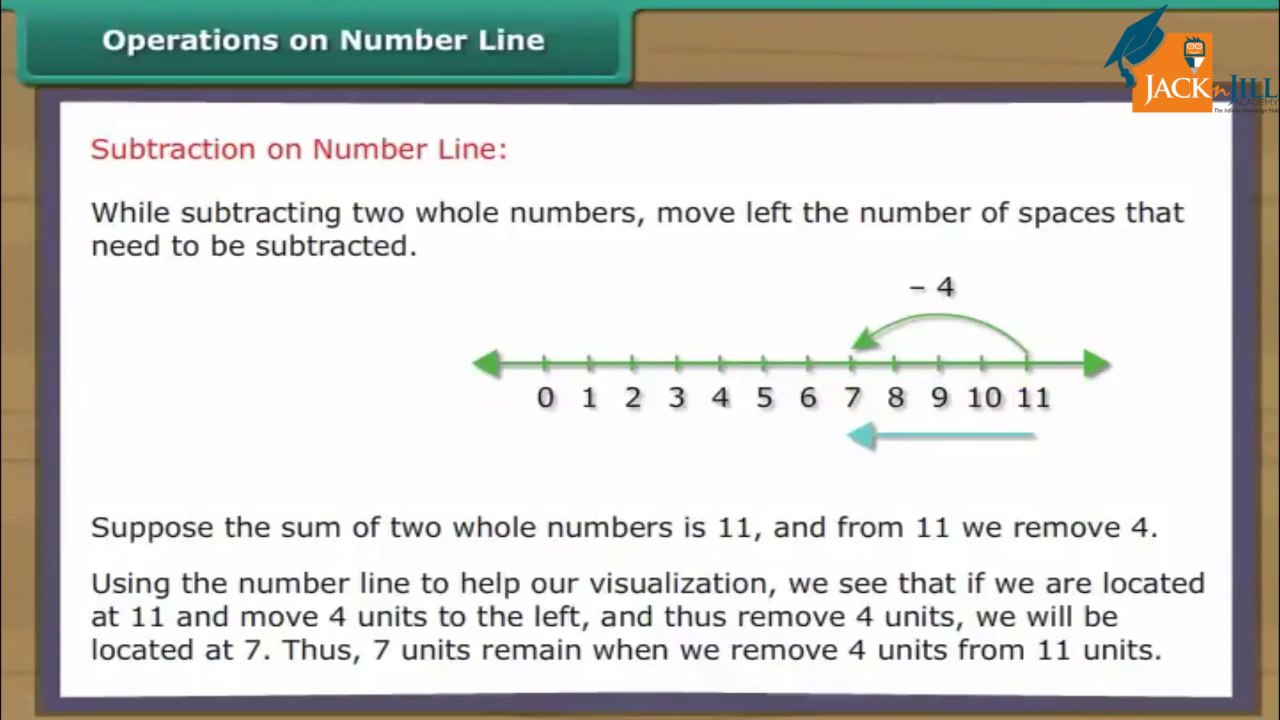 Operations on Number Line
JACKnJILL
ACADEMY
Subtraction on Number Line:
While subtracting two whole numbers, move left the number of spaces that
need to be subtracted.
– 4
0 1 2 3 4 5 6 7 8 9 10 11
Suppose the sum of two whole numbers is 11, and from 11 we remove 4.
Using the number line to help our visualization, we see that if we are located
at 11 and move 4 units to the left, and thus remove 4 units, we will be
located at 7. Thus, 7 units remain when we remove 4 units from 11 units.